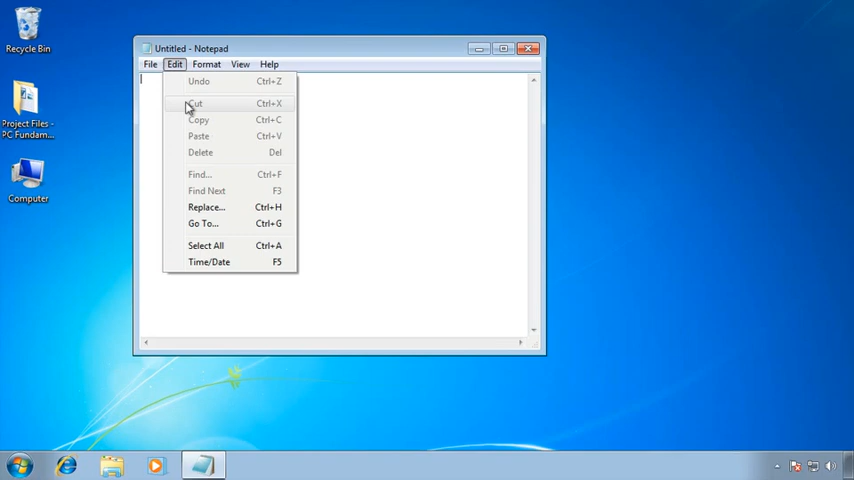 Recycle Bin
Project Files -
PC Fundam...
Computer
Untitled - Notepad
File Edit Format View Help
Undo Ctrl+Z
Cut Ctrl+X
Copy Ctrl+C
Paste Ctrl+V
Delete Del
Find... Ctrl+F
Find Next F3
Replace... Ctrl+H
Go To... Ctrl+G
Select All Ctrl+A
Time/Date F5